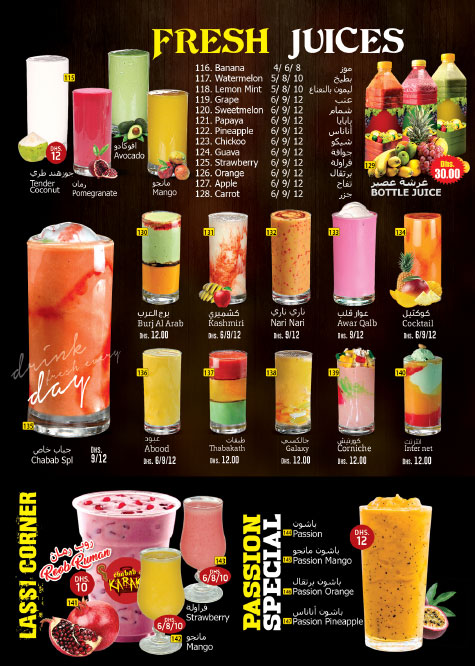 FRESH JUICES
115
DHS.
12
جوزهند طري
Tender
Coconut
رمان
Pomegranate
أفوكادو
Avocado
مانجو
Mango
116. Banana 4/ 6/ 8 موز
117. Watermelon 5/ 8/ 10 بطيخ
118. Lemon Mint 5/ 8/ 10 ليمون بالنعناع
119. Grape 6/ 9/ 12 عنب
120. Sweetmelon 6/ 9/ 12 شمام
121. Papaya 6/ 9/ 12 بابايا
122. Pineapple 6/ 9/ 12 أناناس
123. Chickoo 6/ 9/ 12 شيكو
124. Guava 6/ 9/ 12 جوافه
125. Strawberry 6/ 9/ 12 فراولة
126. Orange 6/ 9/ 12 برتقال
127. Apple 6/ 9/ 12 تفاح
128. Carrot 6/ 9/ 12 جزر
129
Dhs.
30.00
عصير
BOTTLE JUICE
drink
fresh every
day
135
جباب خاص
Chabab Spl
DHS.
9/12
130
برج العرب
Burj Al Arab
DHS. 12.00
131
كشميري
Kashmiri
DHS. 6/9/12
132
ناري ناري
Nari Nari
DHS. 9/12
133
عوار قلب
Awar Qalb
DHS. 9/12
134
كوكتيل
Cocktail
DHS. 6/9/12
136
عبود
Abood
DHS. 6/9/12
137
طبقات
Thabakath
DHS. 12.00
138
جالكسي
Galaxy
DHS. 12.00
139
كورنيش
Corniche
DHS. 12.00
140
انترنت
Internet
DHS. 12.00
LASSI CORNER
روب رمان
Roob Ruman
DHS.
10
chabab
KARAK
141
143
DHS.
6/8/10
فراولة
Strawberry
DHS.
6/8/10
142
مانجو
Mango
PASSION
SPECIAL
باشون
144 Passion
باشون مانجو
145 Passion Mango
باشون برتقال
146 Passion Orange
باشون أناناس
147 Passion Pineapple
DHS.
12